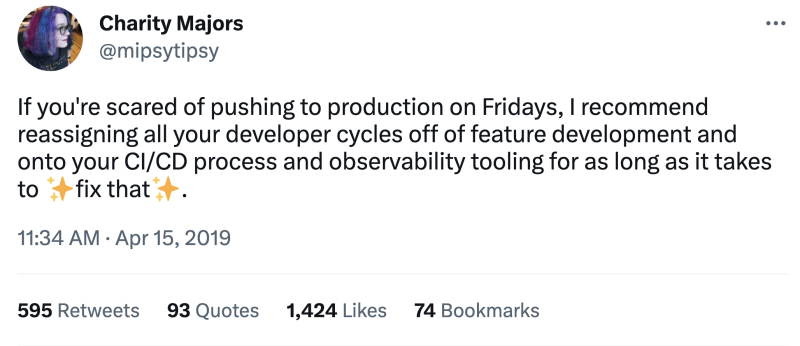 Charity Majors
@mipsytipsy
If you're scared of pushing to production on Fridays, I recommend
reassigning all your developer cycles off of feature development and
onto your CI/CD process and observability tooling for as long as it takes
to ✨fix that✨.
11:34 AM · Apr 15, 2019
595 Retweets 93 Quotes 1,424 Likes 74 Bookmarks